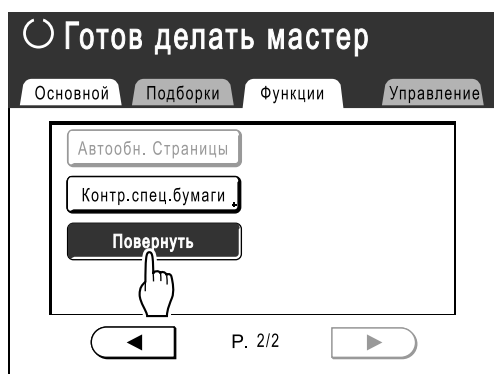 Готов делать мастер
Основной Подборки Функции Управление
Автообн. Страницы
Контр.спец.бумаги
Повернуть
P. 2/2